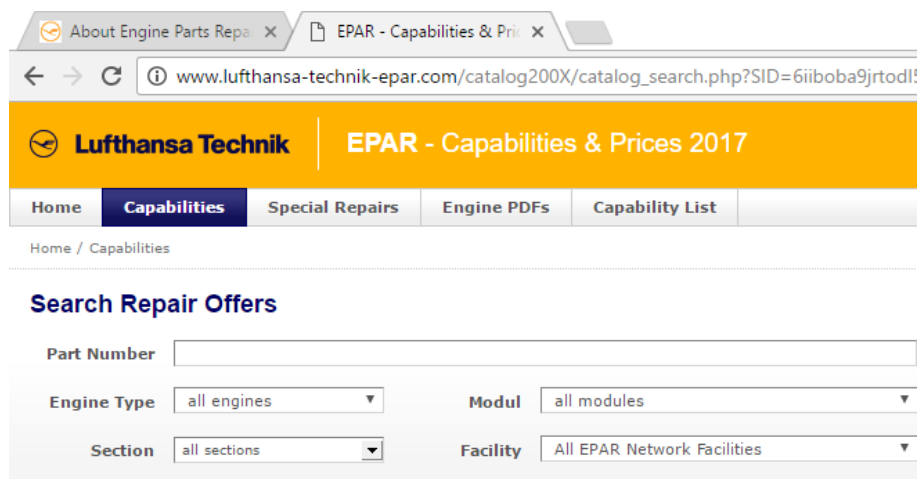 About Engine Parts Repa
EPAR - Capabilities & Pric
www.lufthansa-technik-epar.com/catalog200X/catalog_search.php?SID=6iiboba9jrtodl5
Lufthansa Technik
EPAR - Capabilities & Prices 2017
Home Capabilities Special Repairs Engine PDFs Capability List
Home / Capabilities
Search Repair Offers
Part Number
Engine Type all engines Modul all modules
Section all sections Facility All EPAR Network Facilities